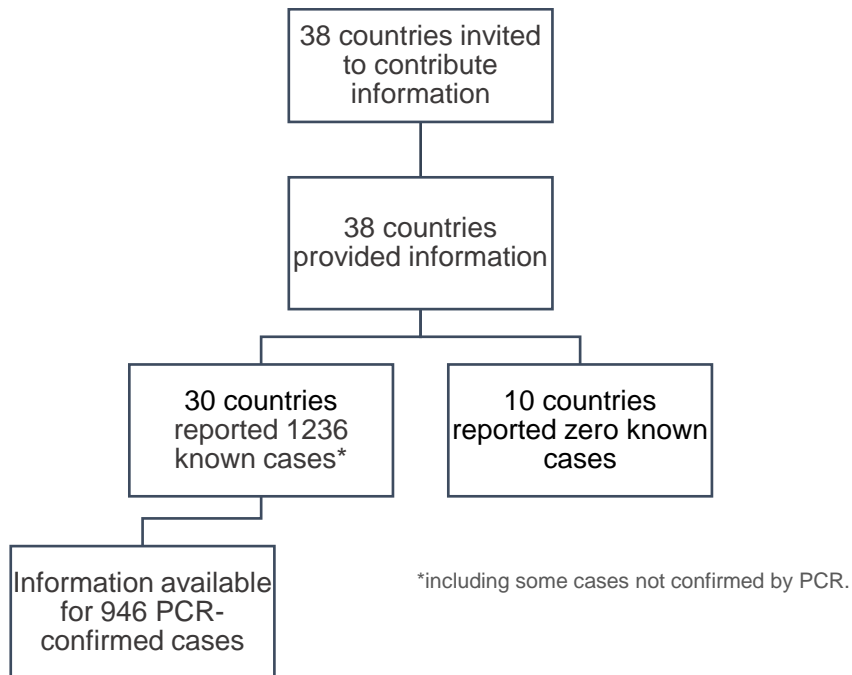 38 countries invited
to contribute
information
38 countries
provided information
30 countries
reported 1236
known cases*
10 countries
reported zero known
cases
Information available
for 946 PCR-
confirmed cases
*including some cases not confirmed by PCR.